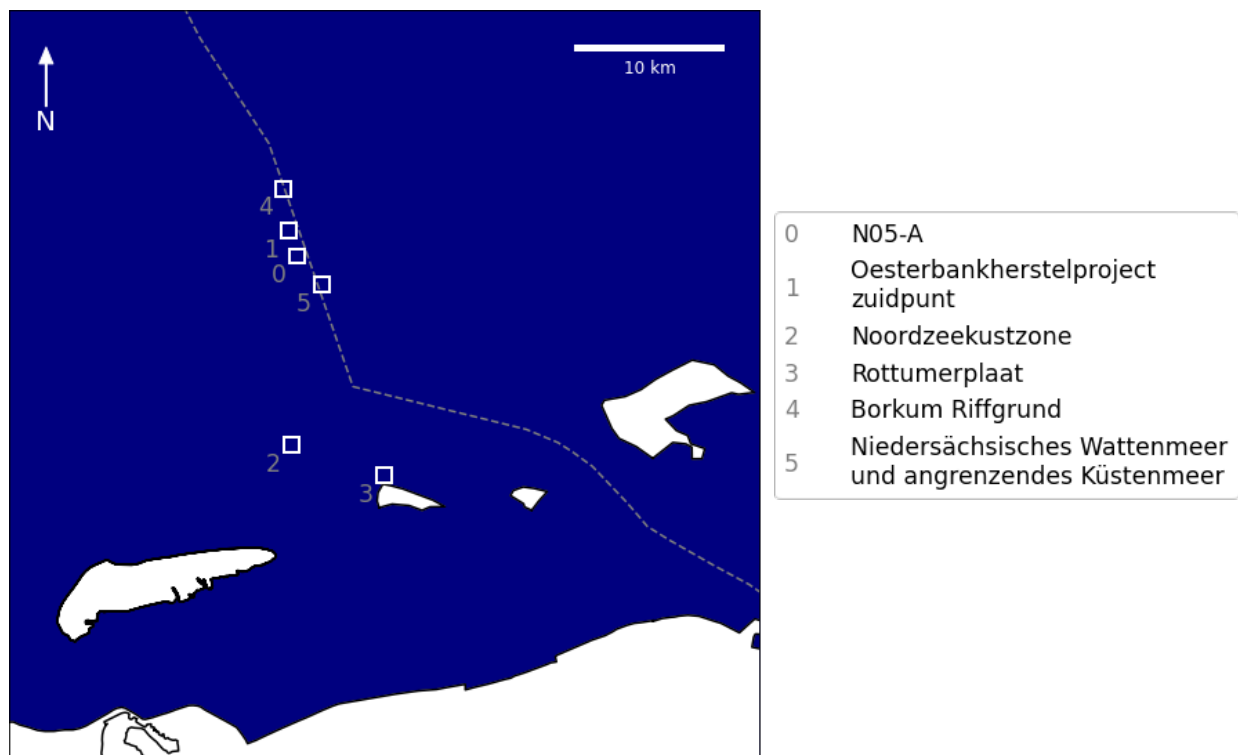 N
10 km
4
1
0
5
2
3
0 N05-A
1 Oesterbankherstelproject
zuidpunt
2 Noordzeekustzone
3 Rottumerplaat
4 Borkum Riffgrund
5 Niedersächsisches Wattenmeer
und angrenzendes Küstenmeer